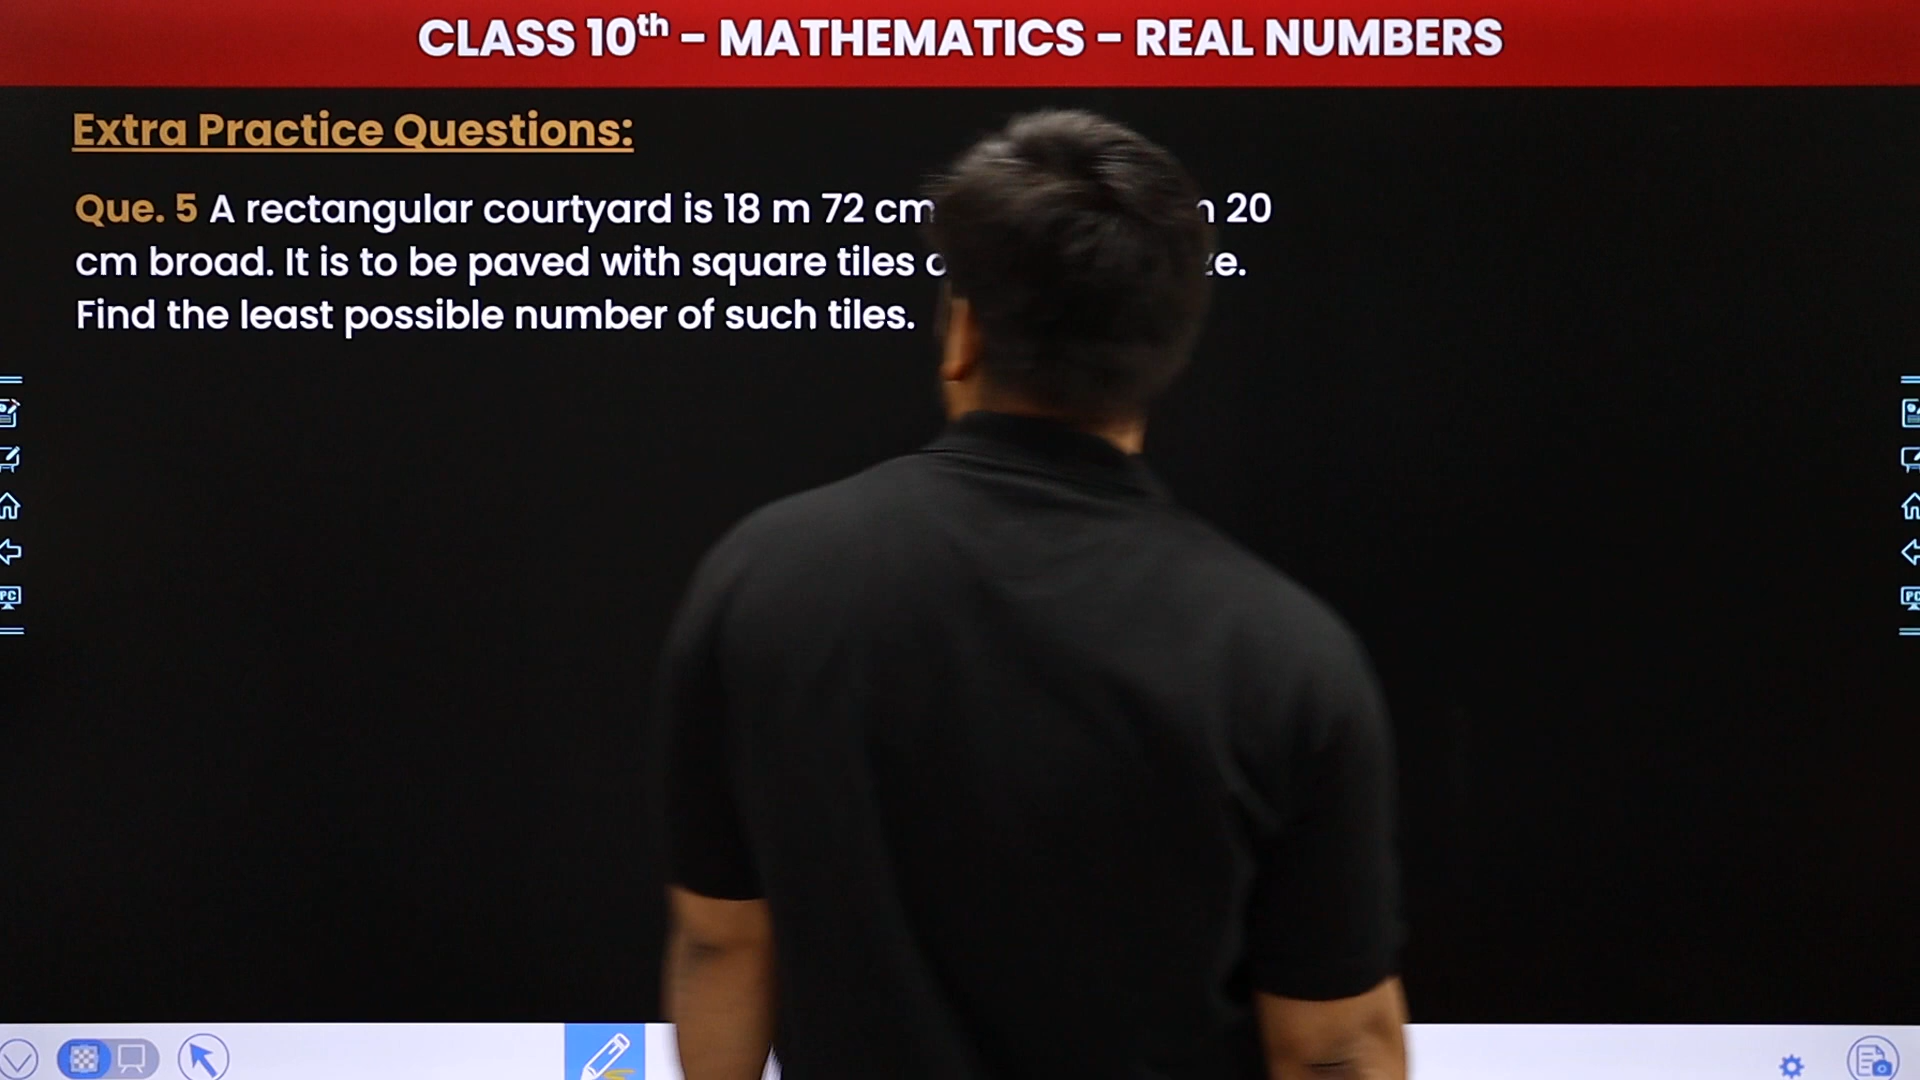 CLASS 10th - MATHEMATICS - REAL NUMBERS
Extra Practice Questions:
Que. 5 A rectangular courtyard is 18 m 72 cm 20
cm broad. It is to be paved with square tiles
Find the least possible number of such tiles.
PC